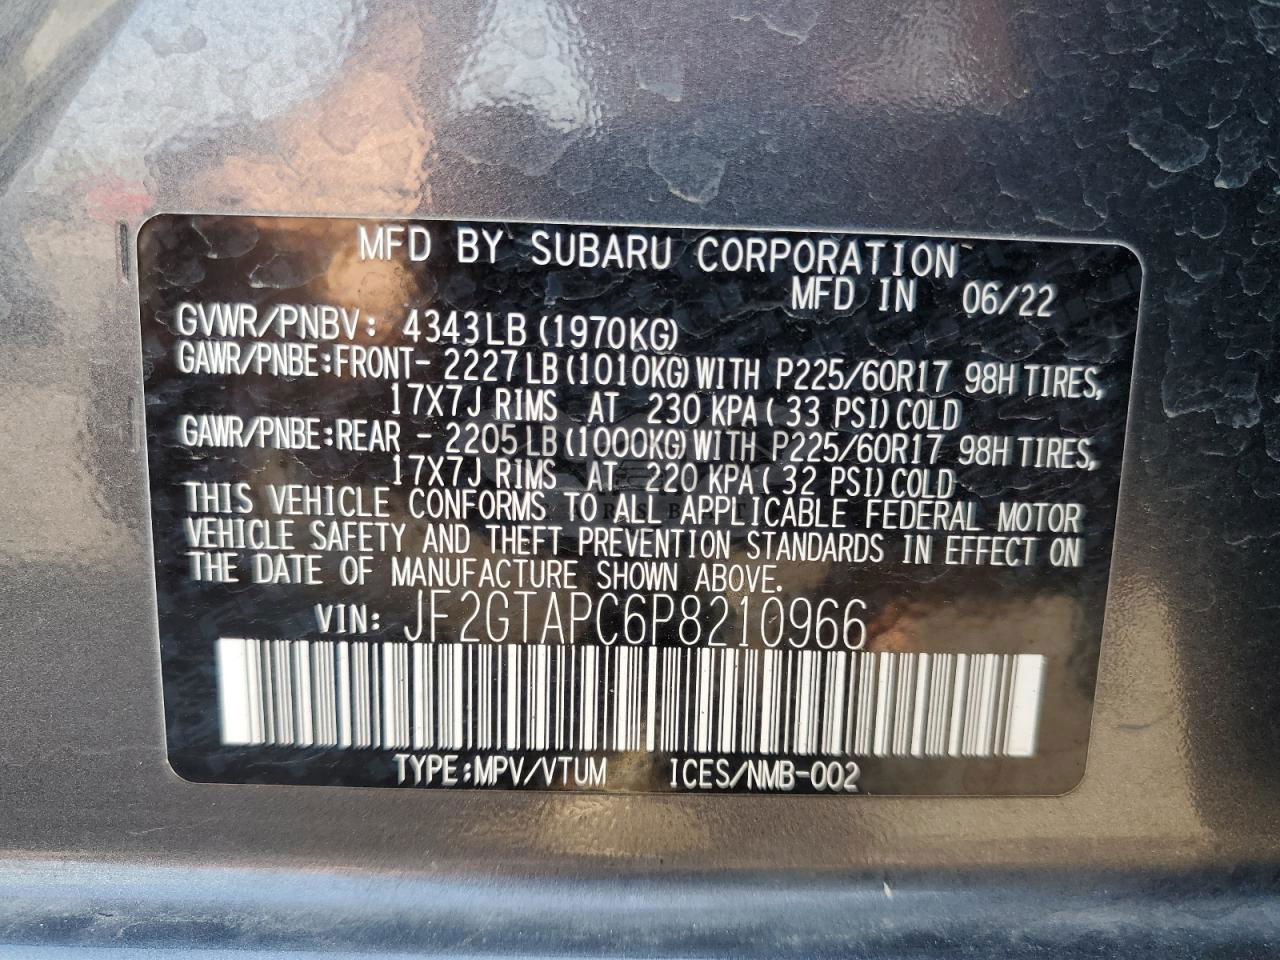 MFD BY SUBARU CORPORATION
MFD IN 06/22
GVWR/PNBV: 4343LB (1970KG)
GAWR/PNBE:FRONT- 2227LB (1010KG) WITH P225/60R17 98H TIRES,
17X7J RIMS AT 230 KPA ( 33 PSI) COLD
GAWR/PNBE:REAR - 2205LB (1000KG) WITH P225/60R17 98H TIRES,
17X7J RIMS AT 220 KPA ( 32 PSI) COLD
THIS VEHICLE CONFORMS TO ALL APPLICABLE FEDERAL MOTOR
VEHICLE SAFETY AND THEFT PREVENTION STANDARDS IN EFFECT ON
THE DATE OF MANUFACTURE SHOWN ABOVE.
VIN: JF2GTAPC6P8210966
TYPE:MPV/VTUM ICES/NMB-002